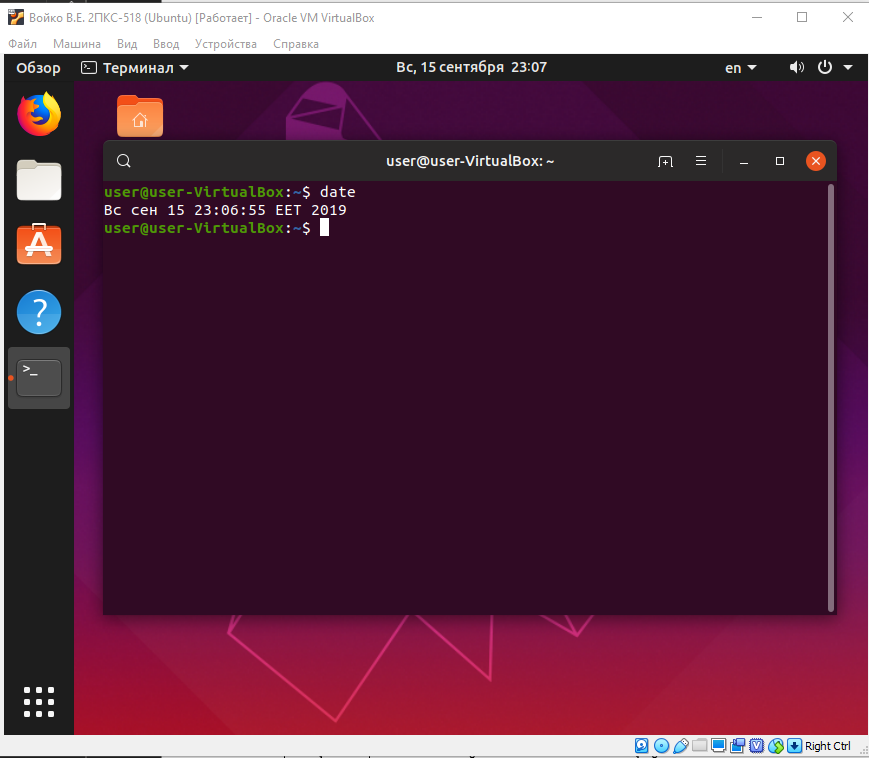 Войко В.Е. 2ПКС-518 (Ubuntu) [Работает] - Oracle VM VirtualBox
Файл Машина Вид Ввод Устройства Справка
Обзор Терминал Вс, 15 сентября 23:07 en
user@user-VirtualBox: ~
user@user-VirtualBox:~$ date
Вс сен 15 23:06:55 EET 2019
user@user-VirtualBox:~$
Right Ctrl